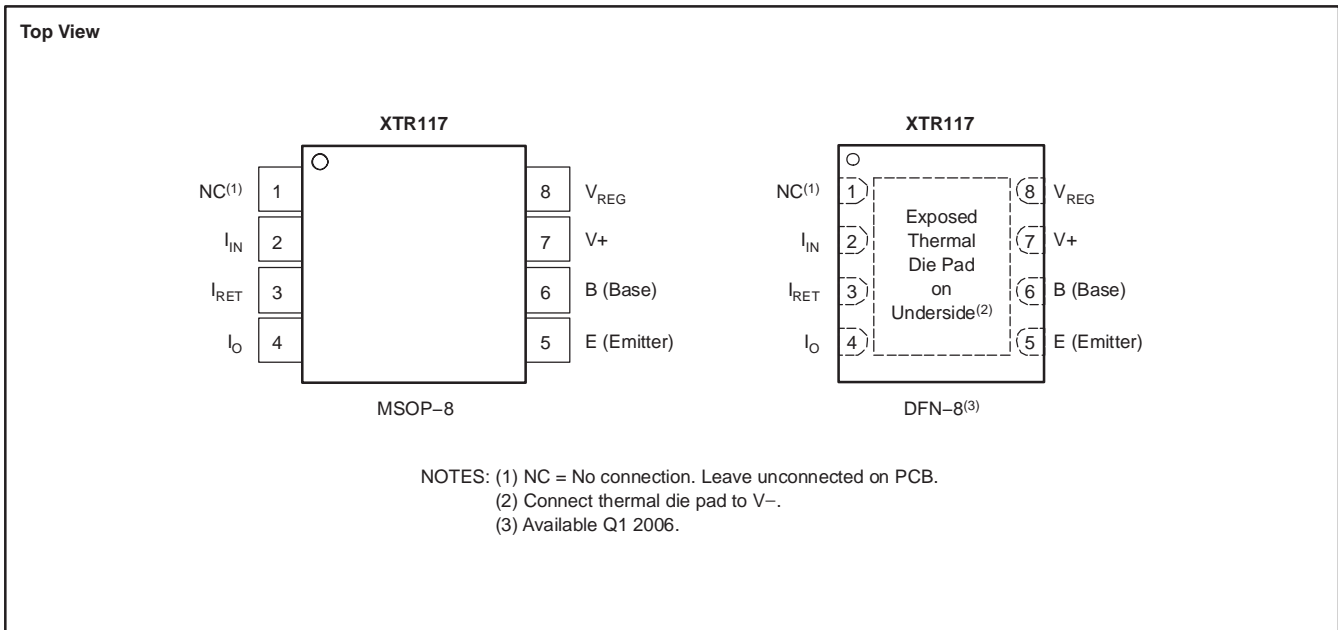 Top View
XTR117
NC(1) 1
8 VREG
IIN 2
7 V+
IRET 3
6 B (Base)
IO 4
5 E (Emitter)
MSOP−8
XTR117
NC(1) 1
8 VREG
IIN 2
7 V+
IRET 3
6 B (Base)
IO 4
5 E (Emitter)
Exposed
Thermal
Die Pad
on
Underside(2)
DFN−8(3)
NOTES: (1) NC = No connection. Leave unconnected on PCB.
(2) Connect thermal die pad to V−.
(3) Available Q1 2006.